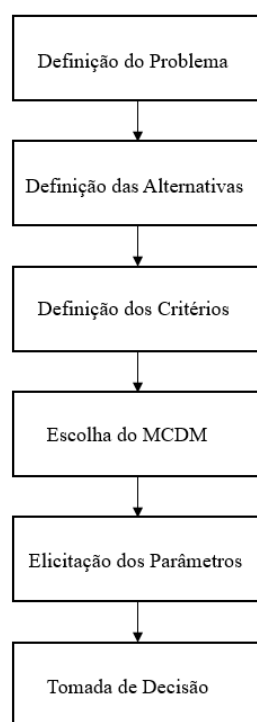 Definição do Problema
Definição das Alternativas
Definição dos Critérios
Escolha do MCDM
Elicitação dos Parâmetros
Tomada de Decisão